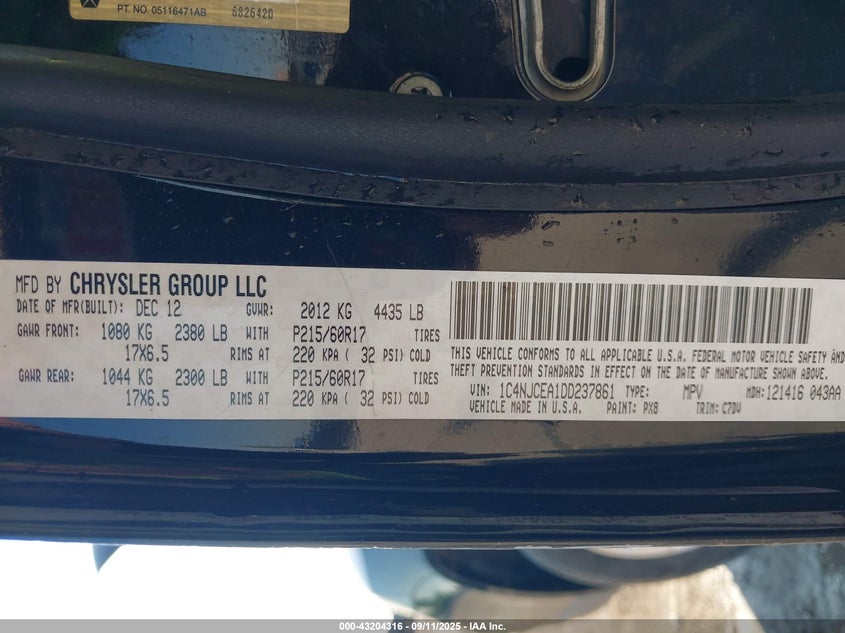 PT. NO. 05116471AB 6826420
MFD BY CHRYSLER GROUP LLC
DATE OF MFR(BUILT): DEC 12 GVWR: 2012 KG 4435 LB
GAWR FRONT: 1080 KG 2380 LB WITH P215/60R17 TIRES
17X6.5 RIMS AT 220 KPA ( 32 PSI) COLD
GAWR REAR: 1044 KG 2300 LB WITH P215/60R17 TIRES
17X6.5 RIMS AT 220 KPA ( 32 PSI) COLD
THIS VEHICLE CONFORMS TO ALL APPLICABLE U.S.A. FEDERAL MOTOR VEHICLE SAFETY AND
THEFT PREVENTION STANDARDS IN EFFECT ON THE DATE OF MANUFACTURE SHOWN ABOVE.
VIN: 1C4NJCEA1DD237861 TYPE: MPV MDH: 121416 043AA
VEHICLE MADE IN U.S.A. PAINT: PX8 TRIM: C7DV
000-43204316 - 09/11/2025 - IAA Inc.